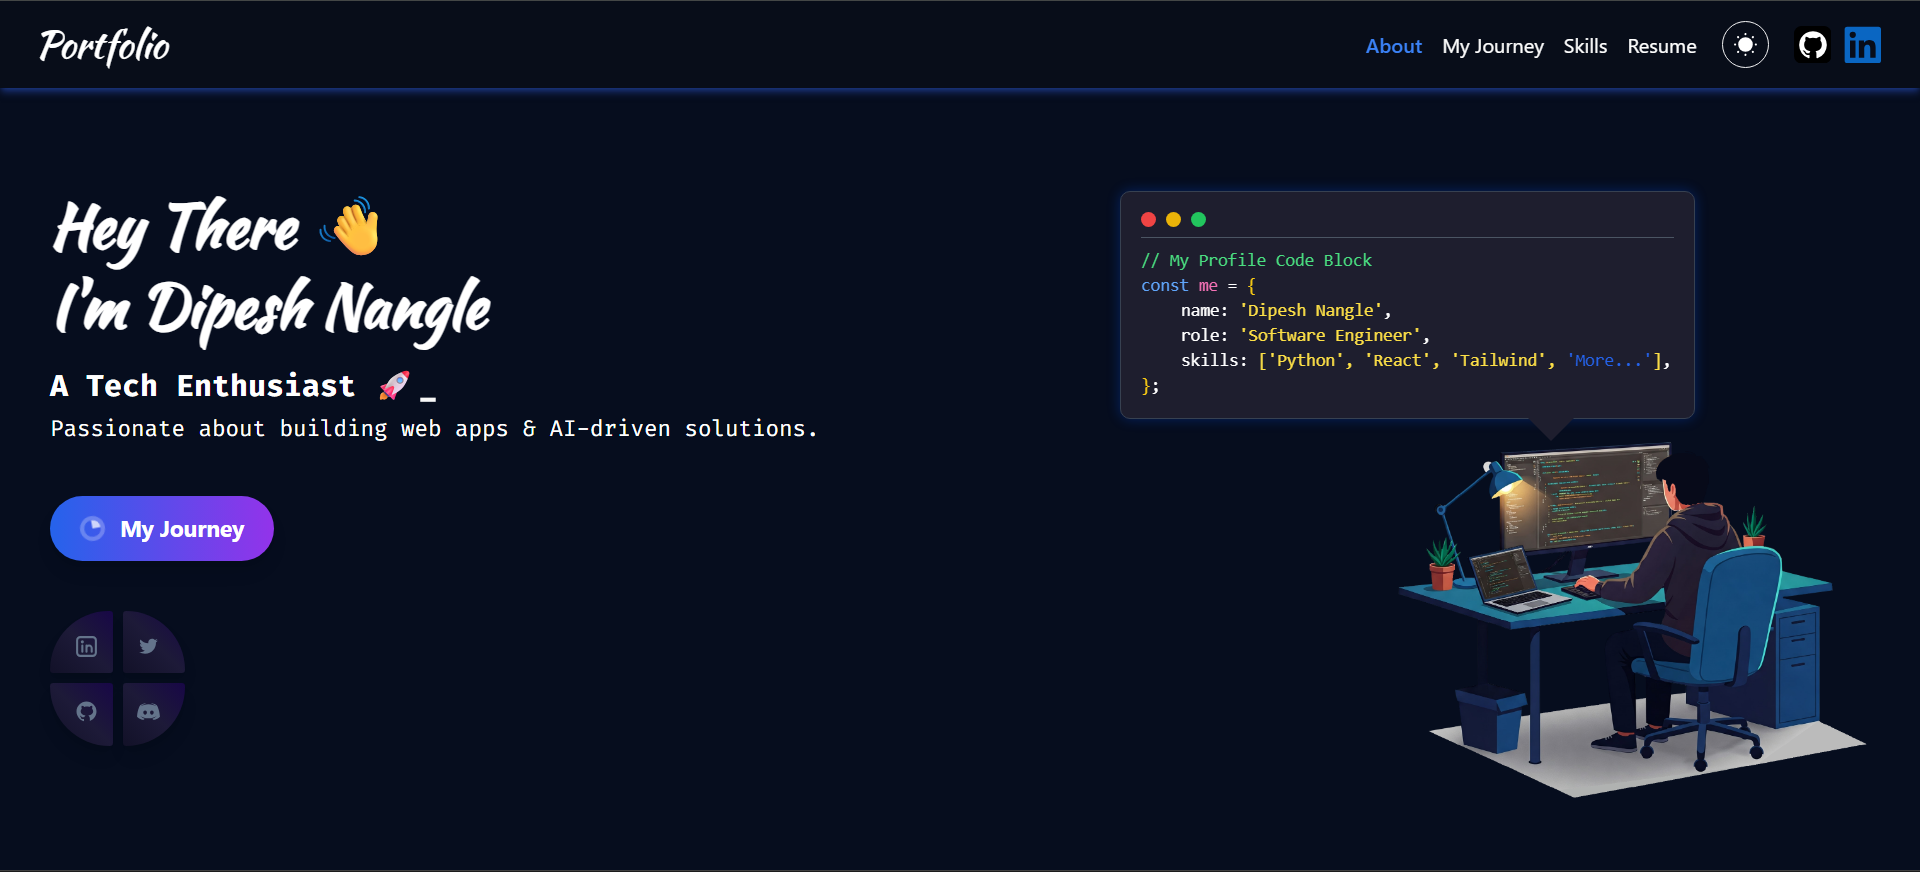 Portfolio
About My Journey Skills Resume
Hey There 👋
I'm Dipesh Nangle
A Tech Enthusiast 🚀_
Passionate about building web apps & AI-driven solutions.
My Journey
// My Profile Code Block
const me = {
name: 'Dipesh Nangle',
role: 'Software Engineer',
skills: ['Python', 'React', 'Tailwind', 'More...'],
};